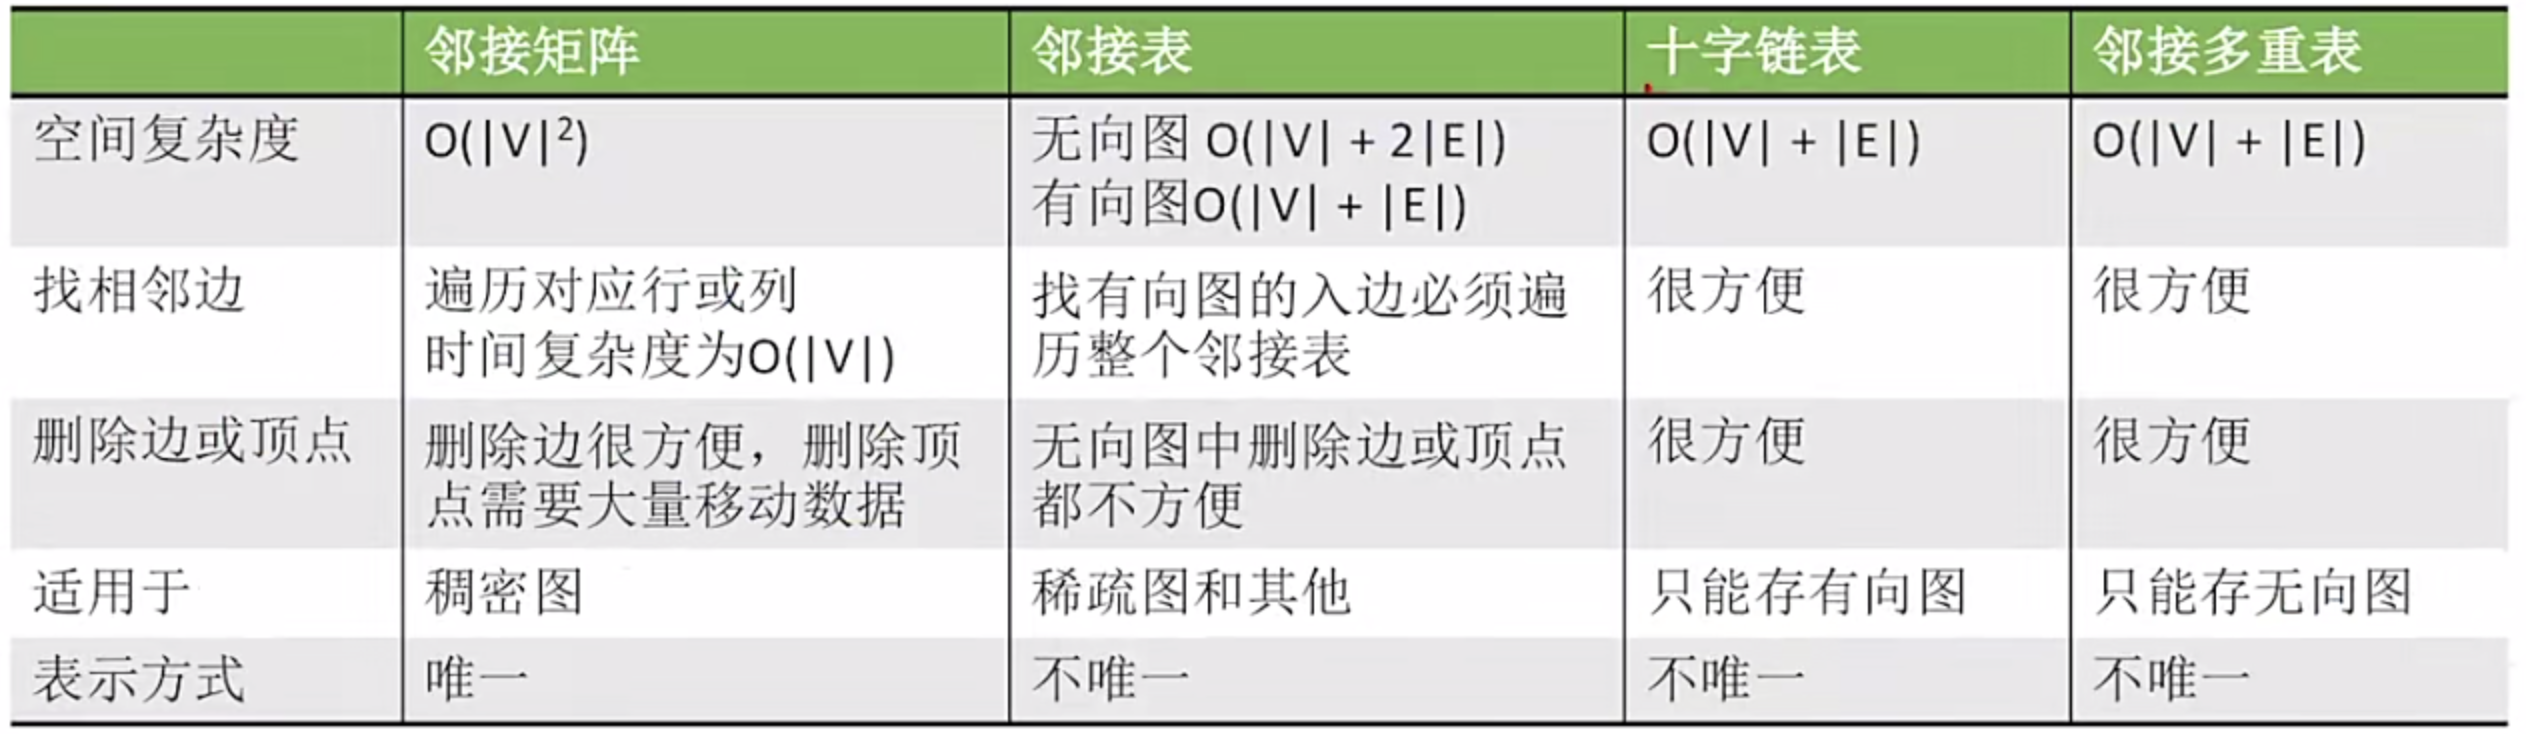 邻接矩阵 邻接表 十字链表 邻接多重表
空间复杂度 O(|V|²) 无向图 O(|V| + 2|E|) O(|V| + |E|) O(|V| + |E|)
有向图O(|V| + |E|)
找相邻边 遍历对应行或列 找有向图的入边必须遍 很方便 很方便
时间复杂度为O(|V|) 历整个邻接表
删除边或顶点 删除边很方便，删除顶 无向图中删除边或顶点 很方便 很方便
点需要大量移动数据 都不方便
适用于 稠密图 稀疏图和其他 只能存有向图 只能存无向图
表示方式 唯一 不唯一 不唯一 不唯一